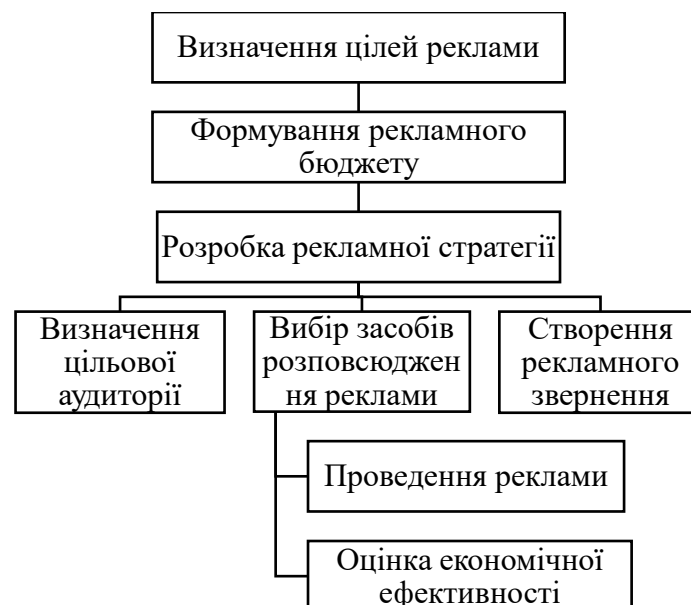 Визначення цілей реклами
Формування рекламного
бюджету
Розробка рекламної стратегії
Визначення
цільової
аудиторії
Вибір засобів
розповсюджен
ня реклами
Створення
рекламного
звернення
Проведення реклами
Оцінка економічної
ефективності